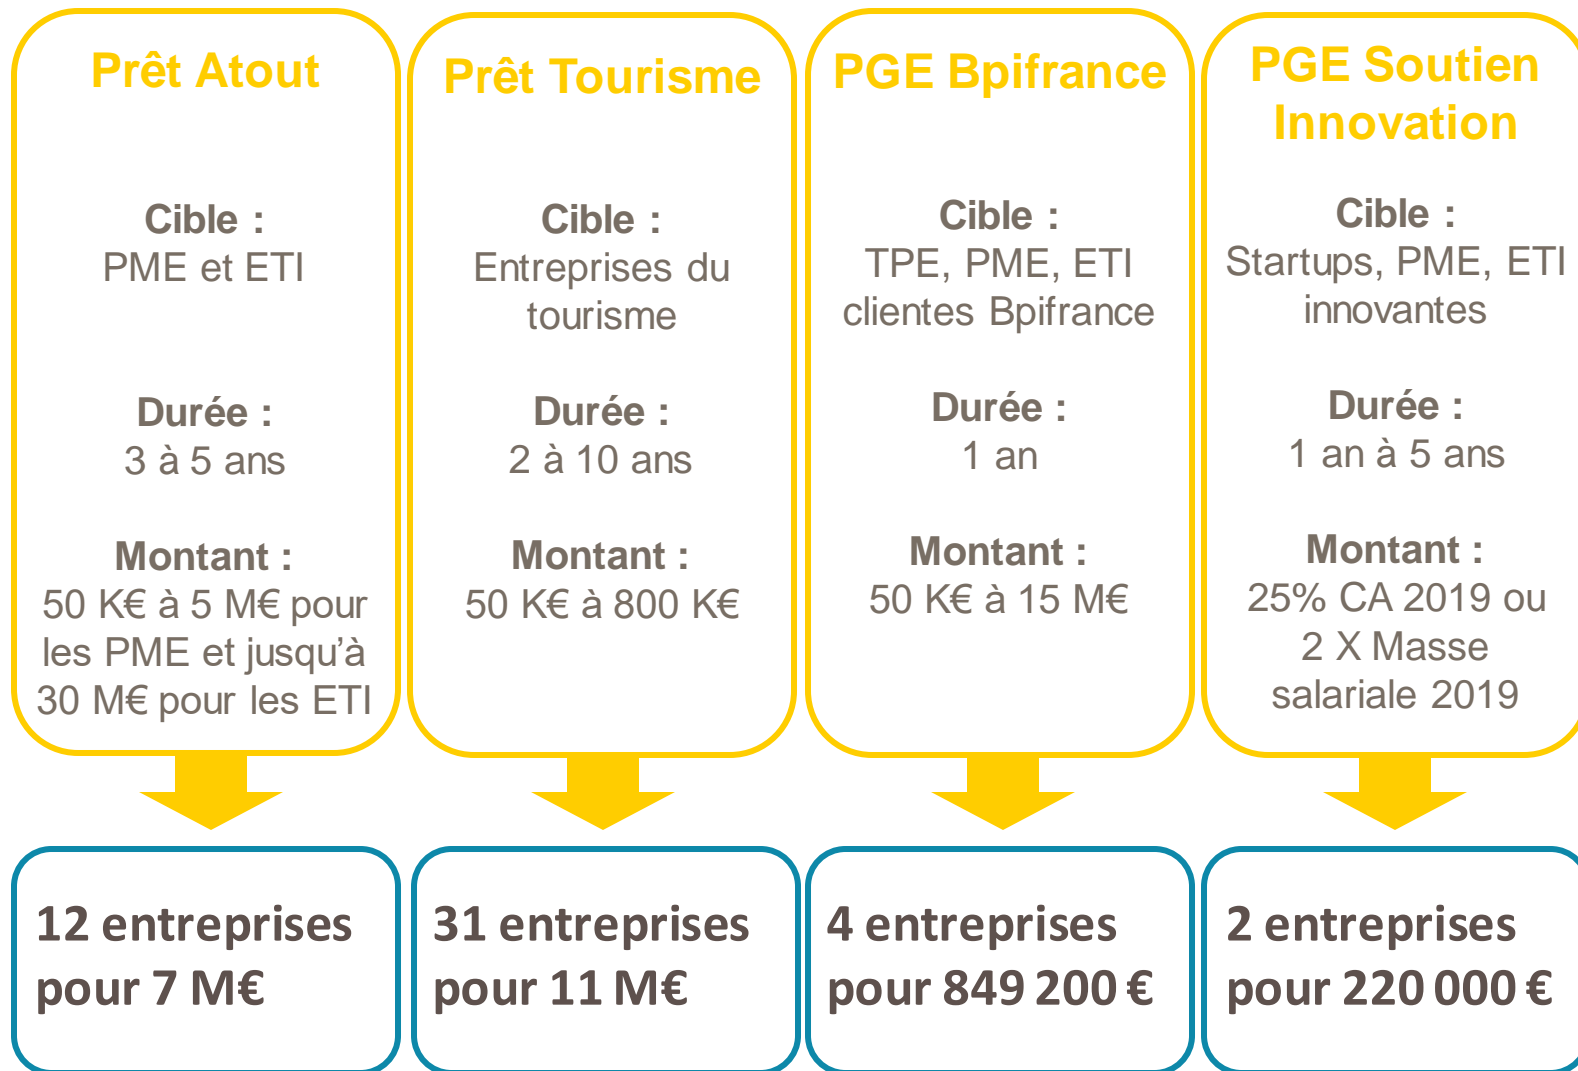 Prêt Atout
Cible :
PME et ETI
Durée :
3 à 5 ans
Montant :
50 K€ à 5 M€ pour
les PME et jusqu’à
30 M€ pour les ETI
12 entreprises
pour 7 M€
Prêt Tourisme
Cible :
Entreprises du
tourisme
Durée :
2 à 10 ans
Montant :
50 K€ à 800 K€
31 entreprises
pour 11 M€
PGE Bpifrance
Cible :
TPE, PME, ETI
clientes Bpifrance
Durée :
1 an
Montant :
50 K€ à 15 M€
4 entreprises
pour 849 200 €
PGE Soutien
Innovation
Cible :
Startups, PME, ETI
innovantes
Durée :
1 an à 5 ans
Montant :
25% CA 2019 ou
2 X Masse
salariale 2019
2 entreprises
pour 220 000 €